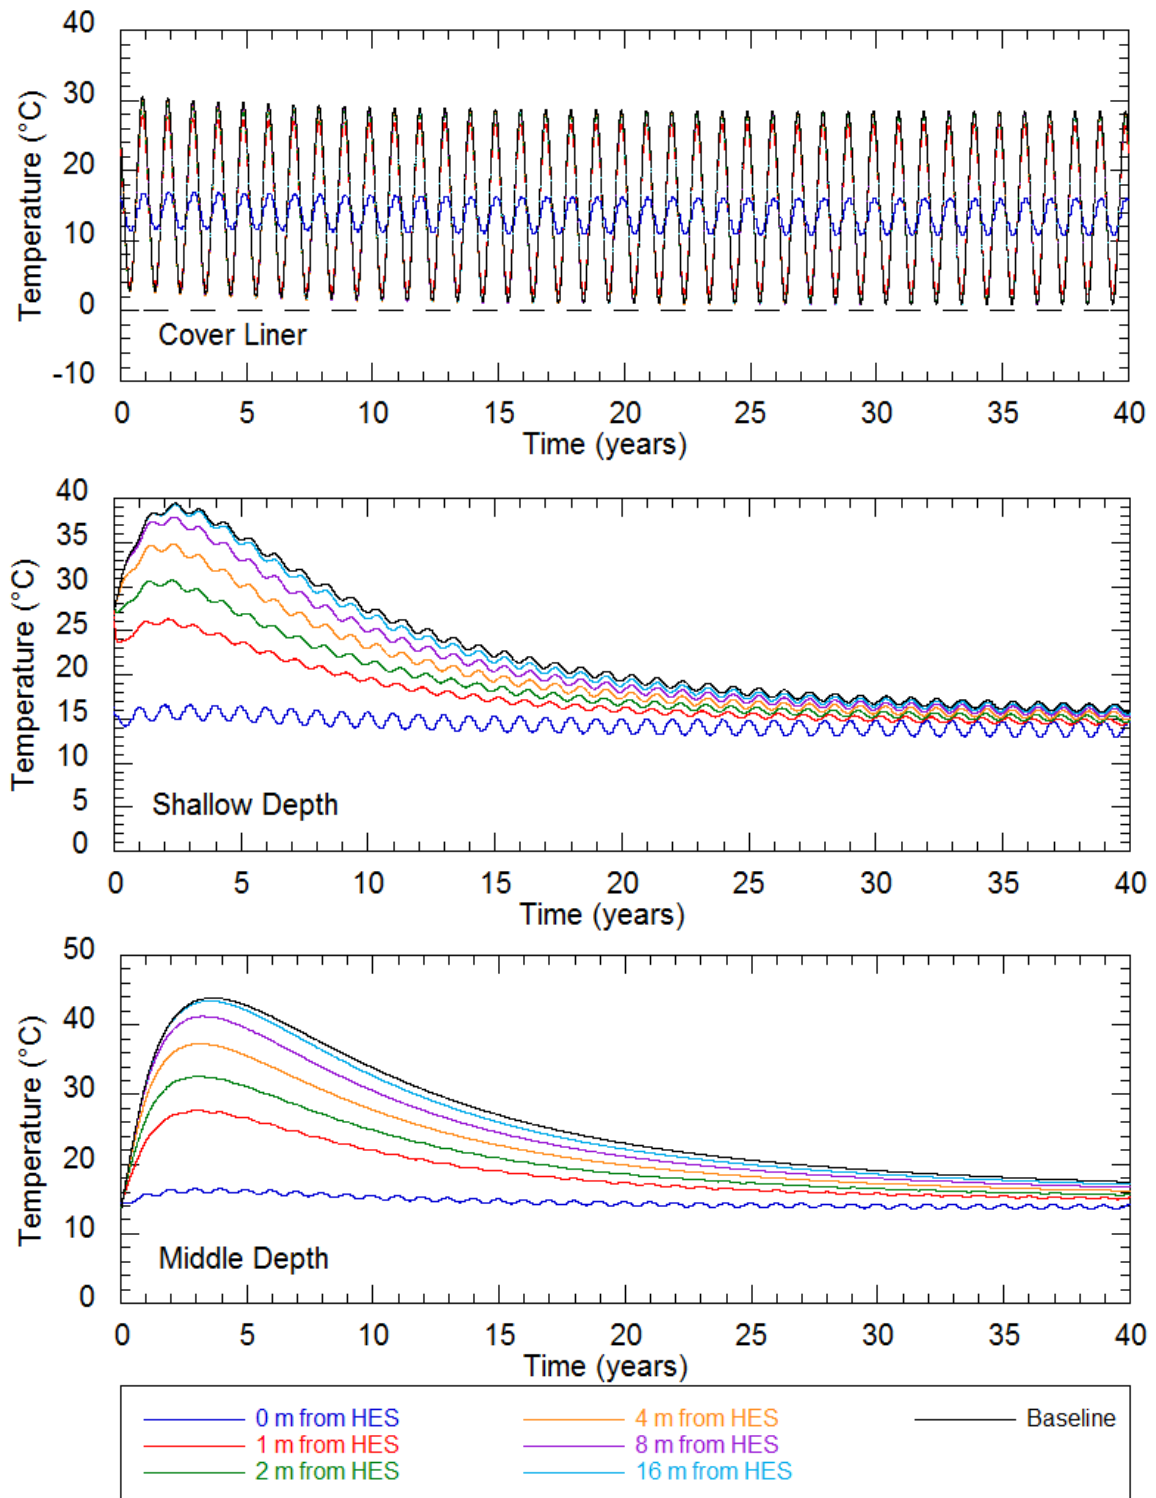 40
30
20
10
0
-10
Temperature (°C)
Cover Liner
0 5 10 15 20 25 30 35 40
Time (years)
40
35
30
25
20
15
10
5
0
Temperature (°C)
Shallow Depth
0 5 10 15 20 25 30 35 40
Time (years)
50
40
30
20
10
0
Temperature (°C)
Middle Depth
0 5 10 15 20 25 30 35 40
Time (years)
0 m from HES 4 m from HES Baseline
1 m from HES 8 m from HES
2 m from HES 16 m from HES